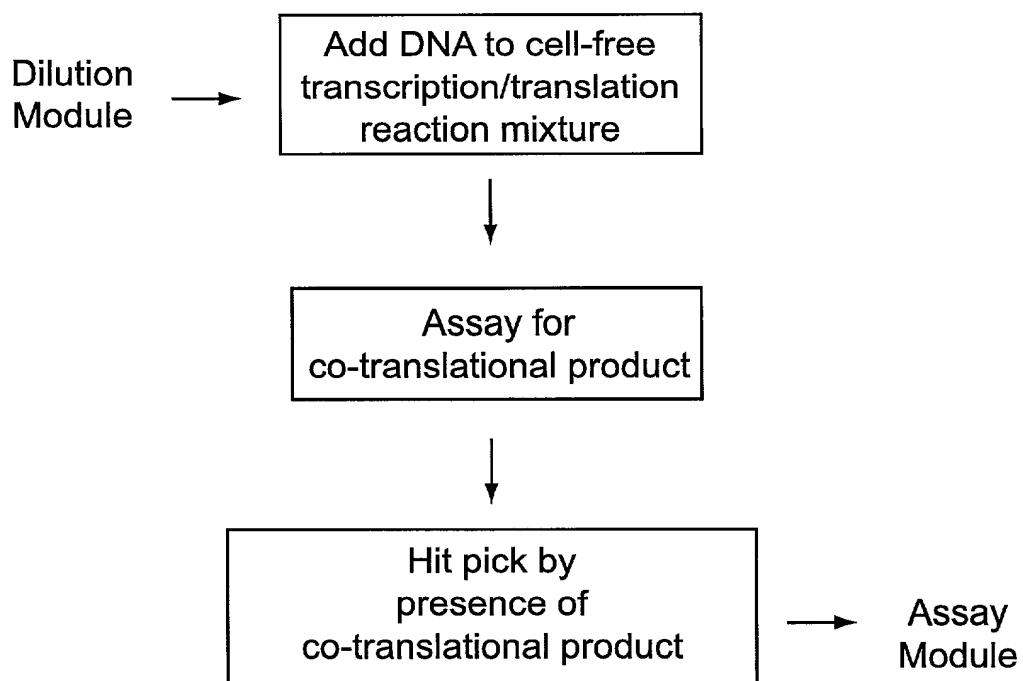 Dilution
Module
Add DNA to cell-free
transcription/translation
reaction mixture
Assay for
co-translational product
Hit pick by
presence of
co-translational product
Assay
Module